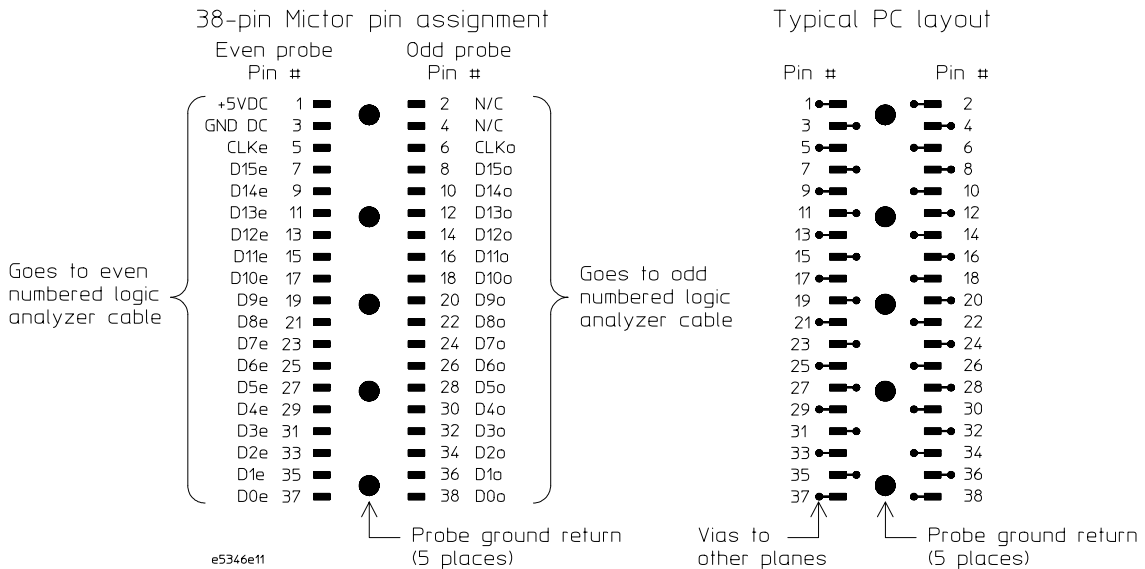 38-pin Mictor pin assignment
Even probe Odd probe
Pin # Pin #
+5VDC 1 2 N/C
GND DC 3 4 N/C
CLKe 5 6 CLKo
D15e 7 8 D15o
D14e 9 10 D14o
D13e 11 12 D13o
D12e 13 14 D12o
D11e 15 16 D11o
D10e 17 18 D10o
D9e 19 20 D9o
D8e 21 22 D8o
D7e 23 24 D7o
D6e 25 26 D6o
D5e 27 28 D5o
D4e 29 30 D4o
D3e 31 32 D3o
D2e 33 34 D2o
D1e 35 36 D1o
D0e 37 38 D0o
Goes to even
numbered logic
analyzer cable
Goes to odd
numbered logic
analyzer cable
Probe ground return
(5 places)
e5346e11
Typical PC layout
Pin # Pin #
1 2
3 4
5 6
7 8
9 10
11 12
13 14
15 16
17 18
19 20
21 22
23 24
25 26
27 28
29 30
31 32
33 34
35 36
37 38
Vias to
other planes
Probe ground return
(5 places)